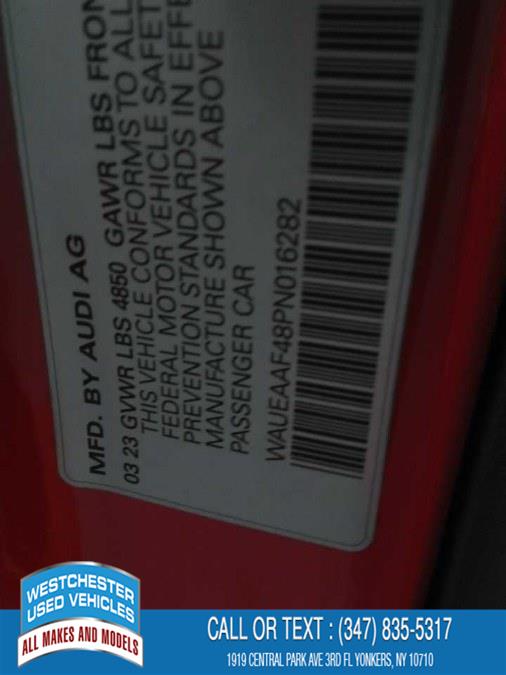 MFD. BY AUDI AG
03 23 GVWR LBS 4850 GAWR LBS FRON
THIS VEHICLE CONFORMS TO ALL
FEDERAL MOTOR VEHICLE SAFET
PREVENTION STANDARDS IN EFFE
MANUFACTURE SHOWN ABOVE
PASSENGER CAR
WAUEAAF48PN016282
WESTCHESTER
USED VEHICLES
ALL MAKES AND MODELS
CALL OR TEXT : (347) 835-5317
1919 CENTRAL PARK AVE 3RD FL YONKERS, NY 10710